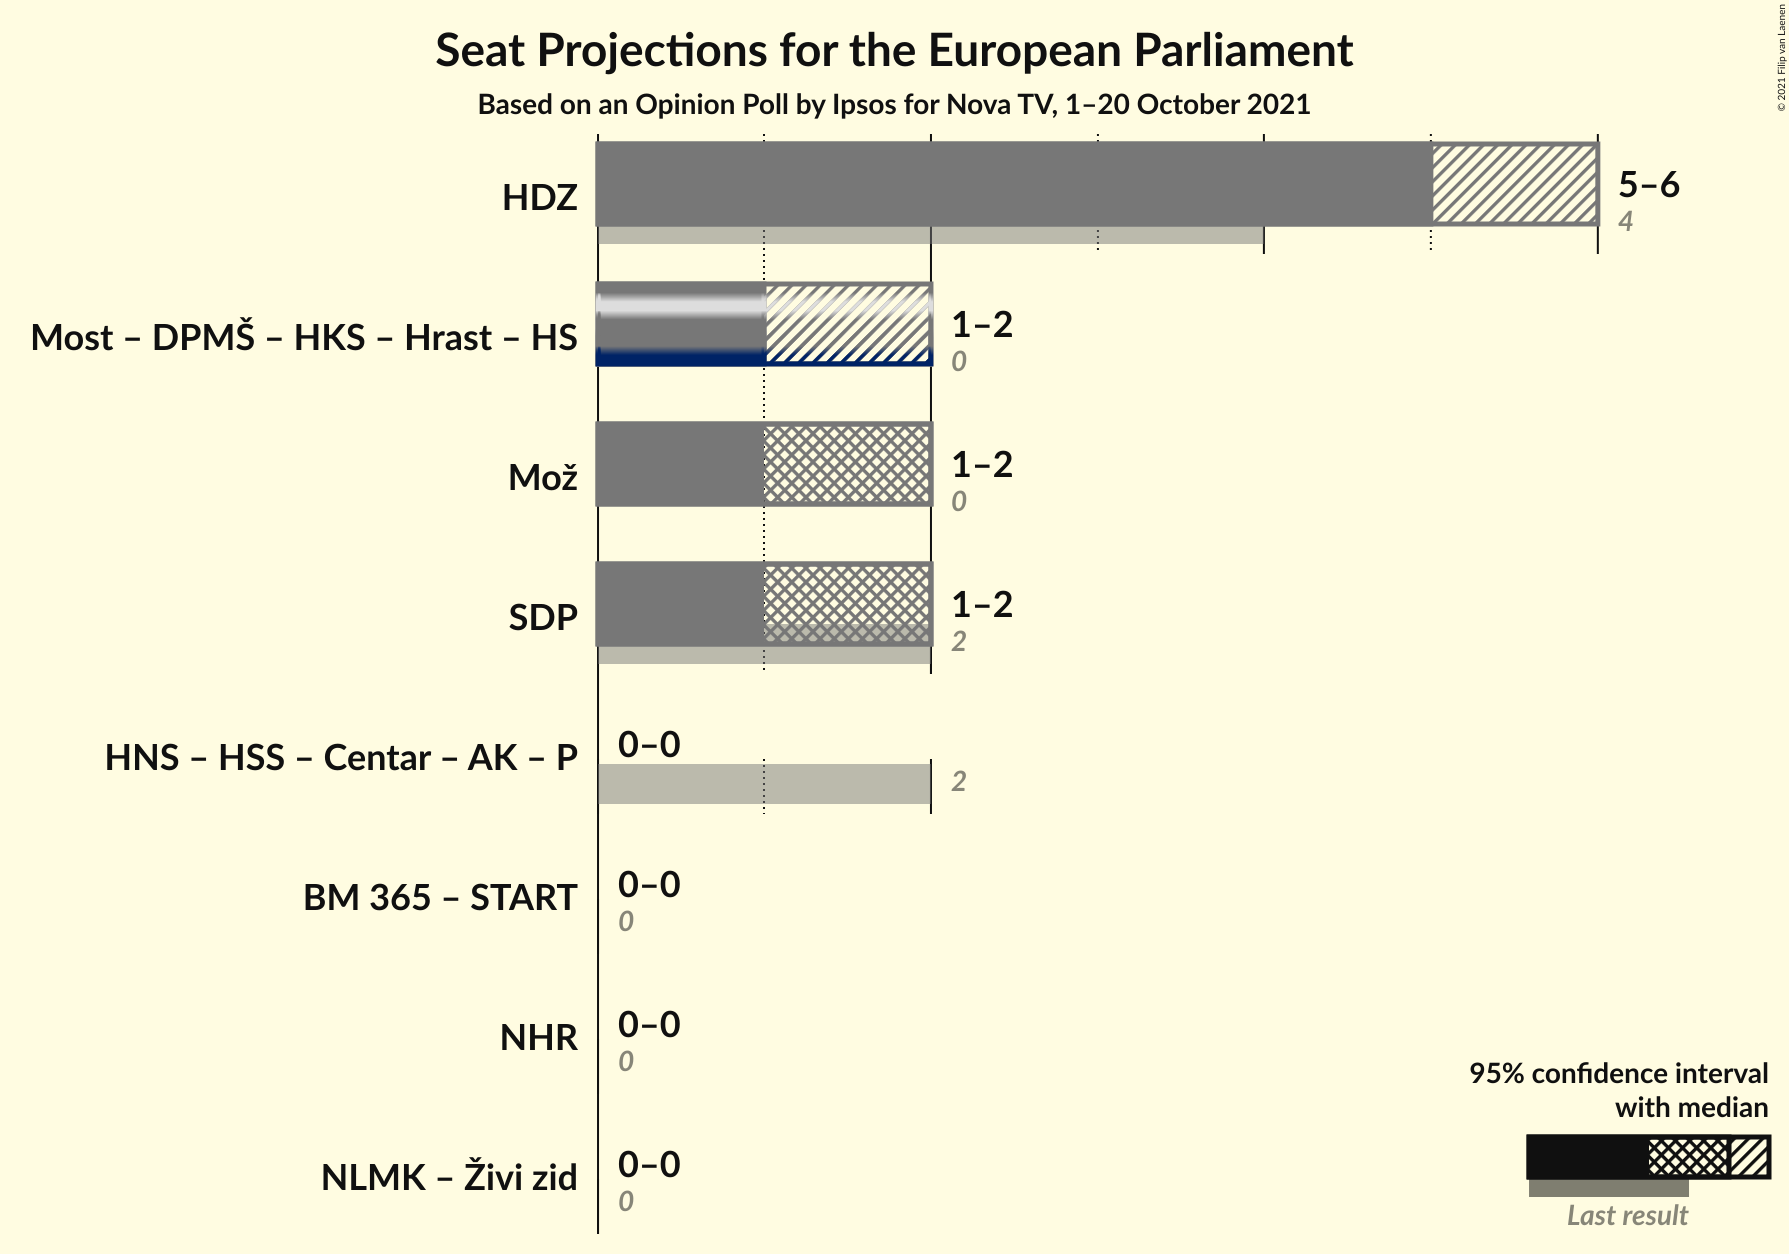 Seat Projections for the European Parliament
Based on an Opinion Poll by Ipsos for Nova TV, 1–20 October 2021
© 2021 Filip van Laenen
HDZ
5–6
4
Most – DPMŠ – HKS – Hrast – HS
1–2
0
Mož
1–2
0
SDP
1–2
2
HNS – HSS – Centar – AK – P
0–0
2
BM 365 – START
0–0
0
NHR
0–0
0
NLMK – Živi zid
0–0
0
95% confidence interval
with median
Last result